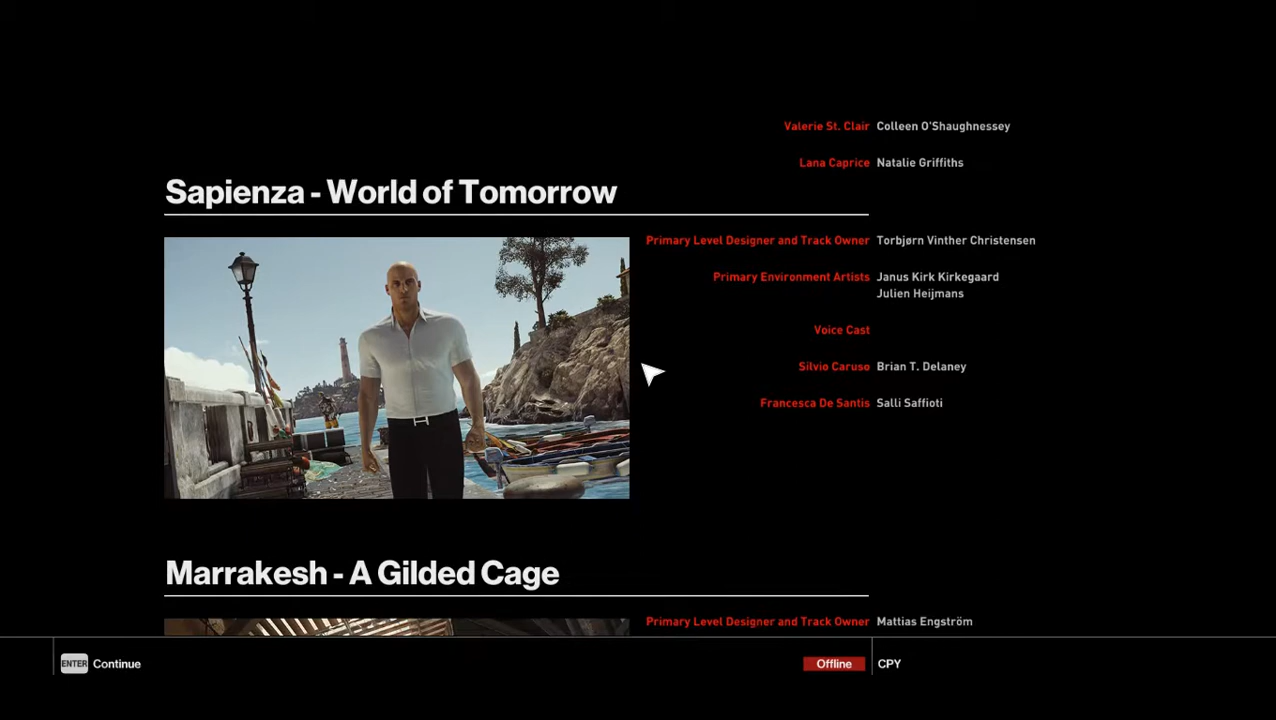 Valerie St. Clair Colleen O'Shaughnessey
Lana Caprice Natalie Griffiths
Sapienza - World of Tomorrow
Primary Level Designer and Track Owner Torbjørn Vinther Christensen
Primary Environment Artists Janus Kirk Kirkegaard
Julien Heijmans
Voice Cast
Silvio Caruso Brian T. Delaney
Francesca De Santis Salli Saffioti
Marrakesh - A Gilded Cage
Primary Level Designer and Track Owner Mattias Engström
ENTER Continue
Offline CPY